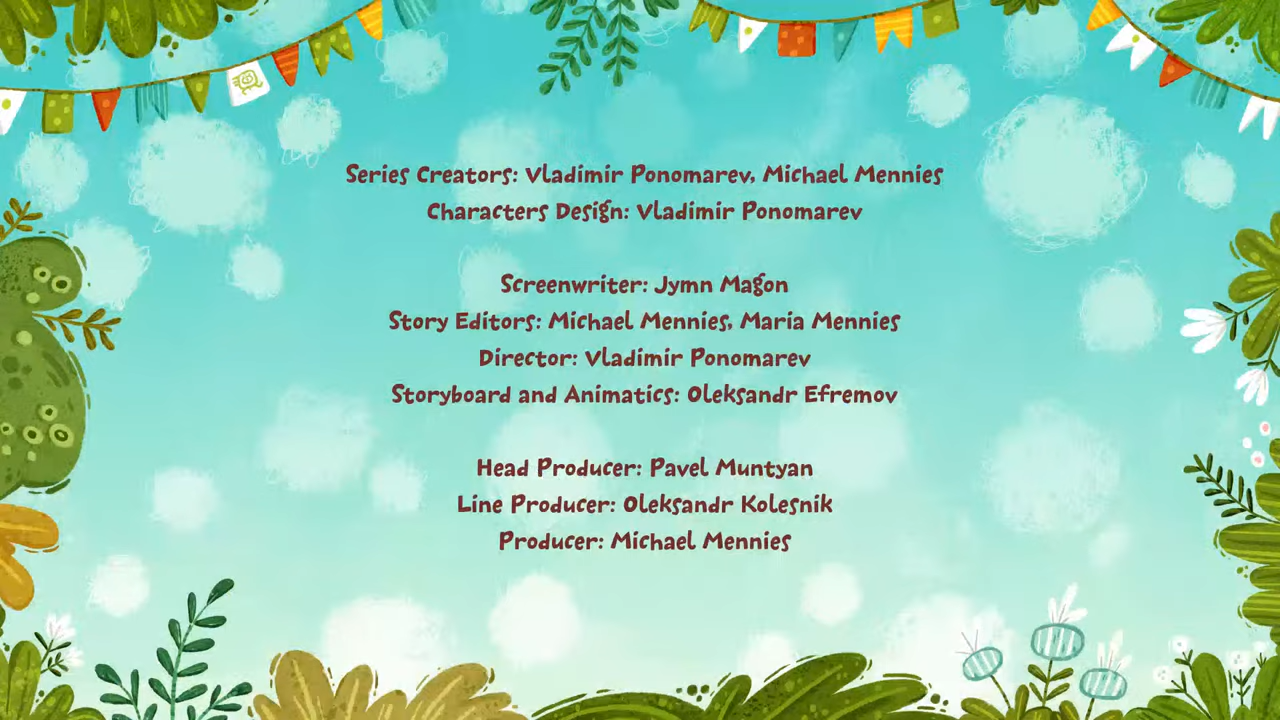 Series Creators: Vladimir Ponomarev, Michael Mennies
Characters Design: Vladimir Ponomarev
Screenwriter: Jymn Magon
Story Editors: Michael Mennies, Maria Mennies
Director: Vladimir Ponomarev
Storyboard and Animatics: Oleksandr Efremov
Head Producer: Pavel Muntyan
Line Producer: Oleksandr Kolesnik
Producer: Michael Mennies